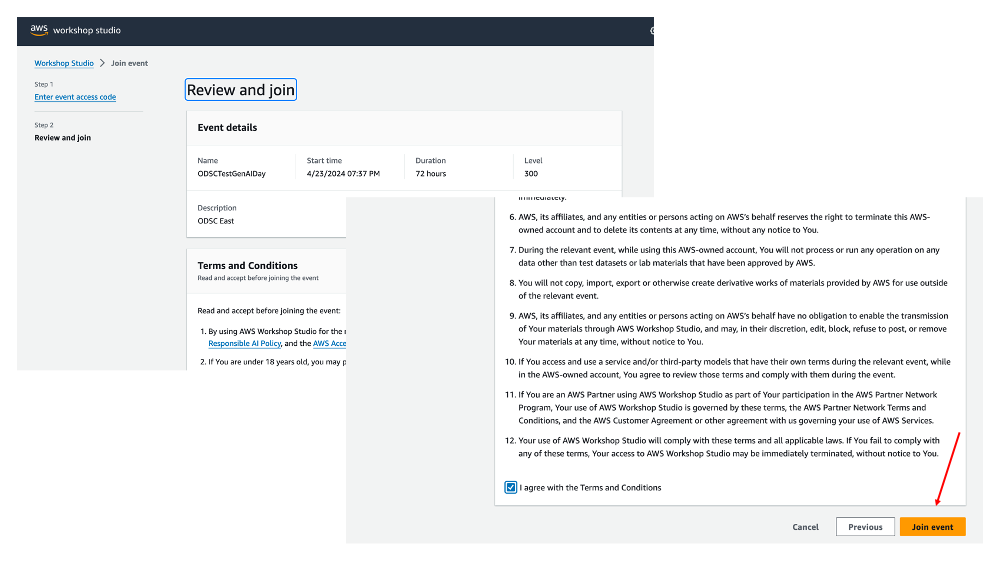 aws workshop studio
Workshop Studio > Join event
Step 1
Enter event access code
Step 2
Review and join
Review and join
Event details
Name
ODSCTestGenAIDay
Start time
4/23/2024 07:37 PM
Duration
72 hours
Level
300
Description
ODSC East
Terms and Conditions
Read and accept before joining the event
Read and accept before joining the event:
1. By using AWS Workshop Studio for the
Responsible AI Policy, and the AWS Acce
2. If You are under 18 years old, you may p
immediately.
6. AWS, its affiliates, and any entities or persons acting on AWS's behalf reserves the right to terminate this AWS-
owned account and to delete its contents at any time, without any notice to You.
7. During the relevant event, while using this AWS-owned account, You will not process or run any operation on any
data other than test datasets or lab materials that have been approved by AWS.
8. You will not copy, import, export or otherwise create derivative works of materials provided by AWS for use outside
of the relevant event.
9. AWS, its affiliates, and any entities or persons acting on AWS's behalf have no obligation to enable the transmission
of Your materials through AWS Workshop Studio, and may, in their discretion, edit, block, refuse to post, or remove
Your materials at any time, without notice to You.
10. If You access and use a service and/or third-party models that have their own terms during the relevant event, while
in the AWS-owned account, You agree to review those terms and comply with them during the event.
11. If You are an AWS Partner using AWS Workshop Studio as part of Your participation in the AWS Partner Network
Program, Your use of AWS Workshop Studio is governed by these terms, the AWS Partner Network Terms and
Conditions, and the AWS Customer Agreement or other agreement with us governing your use of AWS Services.
12. Your use of AWS Workshop Studio will comply with these terms and all applicable laws. If You fail to comply with
any of these terms, Your access to AWS Workshop Studio may be immediately terminated, without notice to You.
I agree with the Terms and Conditions
Cancel
Previous
Join event